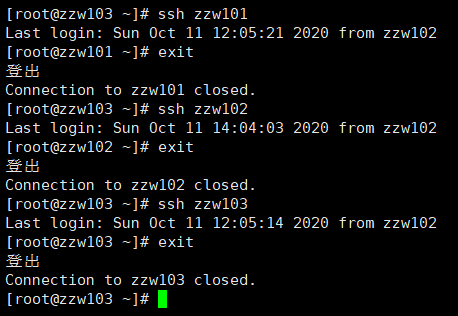 [root@zzw103 ~]# ssh zzw101
Last login: Sun Oct 11 12:05:21 2020 from zzw102
[root@zzw101 ~]# exit
登出
Connection to zzw101 closed.
[root@zzw103 ~]# ssh zzw102
Last login: Sun Oct 11 14:04:03 2020 from zzw102
[root@zzw102 ~]# exit
登出
Connection to zzw102 closed.
[root@zzw103 ~]# ssh zzw103
Last login: Sun Oct 11 12:05:14 2020 from zzw102
[root@zzw103 ~]# exit
登出
Connection to zzw103 closed.
[root@zzw103 ~]#